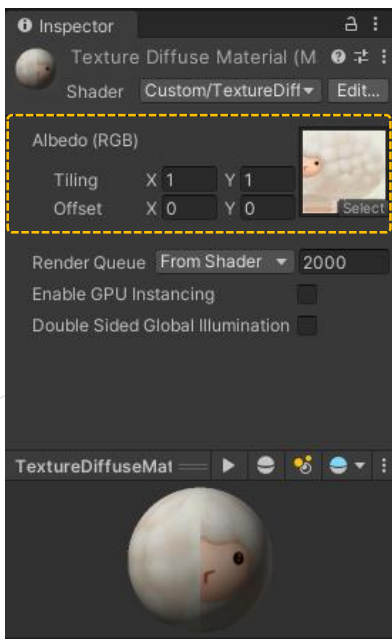 Inspector
Texture Diffuse Material (M
Shader Custom/TextureDiff Edit...
Albedo (RGB)
Tiling X 1 Y 1
Offset X 0 Y 0
Select
Render Queue From Shader 2000
Enable GPU Instancing
Double Sided Global Illumination
TextureDiffuseMat